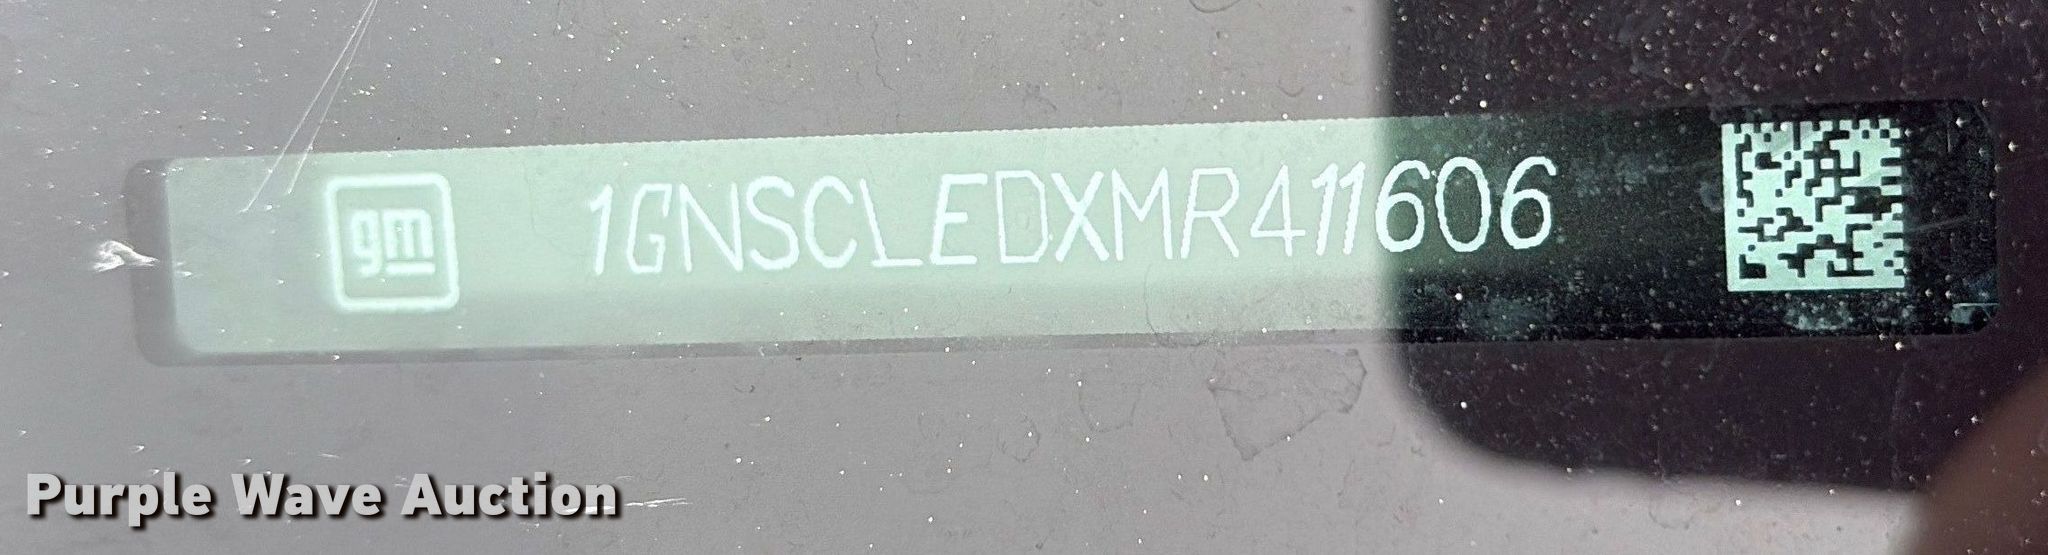 gm 1GNSCLEDXMR411606
Purple Wave Auction